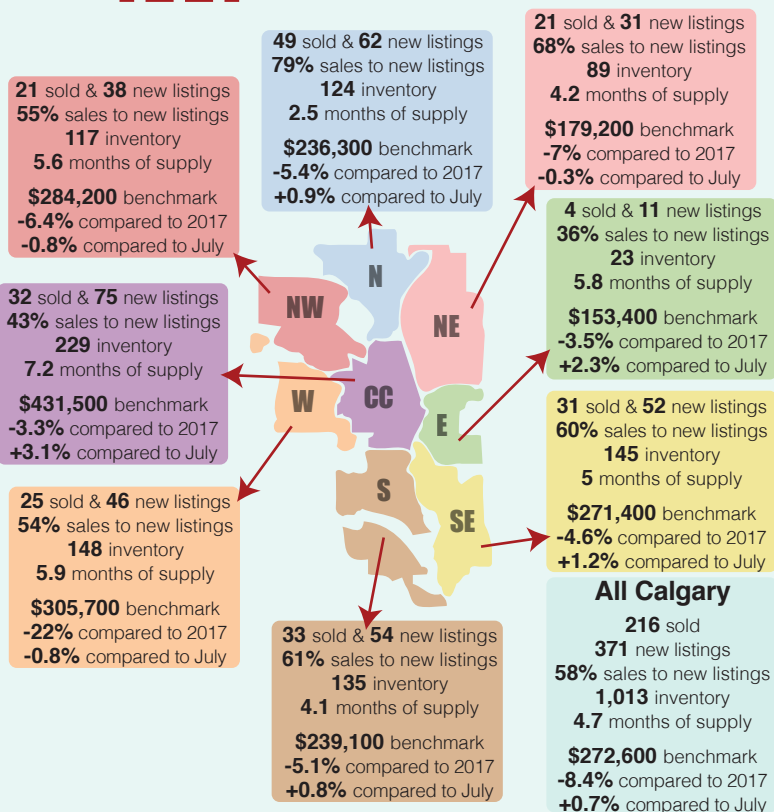 49 sold & 62 new listings
79% sales to new listings
124 inventory
2.5 months of supply
$236,300 benchmark
-5.4% compared to 2017
+0.9% compared to July
21 sold & 31 new listings
68% sales to new listings
89 inventory
4.2 months of supply
$179,200 benchmark
-7% compared to 2017
-0.3% compared to July
21 sold & 38 new listings
55% sales to new listings
117 inventory
5.6 months of supply
$284,200 benchmark
-6.4% compared to 2017
-0.8% compared to July
4 sold & 11 new listings
36% sales to new listings
23 inventory
5.8 months of supply
$153,400 benchmark
-3.5% compared to 2017
+2.3% compared to July
32 sold & 75 new listings
43% sales to new listings
229 inventory
7.2 months of supply
$431,500 benchmark
-3.3% compared to 2017
+3.1% compared to July
N
NW
NE
W
CC
E
S
SE
31 sold & 52 new listings
60% sales to new listings
145 inventory
5 months of supply
$271,400 benchmark
-4.6% compared to 2017
+1.2% compared to July
25 sold & 46 new listings
54% sales to new listings
148 inventory
5.9 months of supply
$305,700 benchmark
-22% compared to 2017
-0.8% compared to July
33 sold & 54 new listings
61% sales to new listings
135 inventory
4.1 months of supply
$239,100 benchmark
-5.1% compared to 2017
+0.8% compared to July
All Calgary
216 sold
371 new listings
58% sales to new listings
1,013 inventory
4.7 months of supply
$272,600 benchmark
-8.4% compared to 2017
+0.7% compared to July